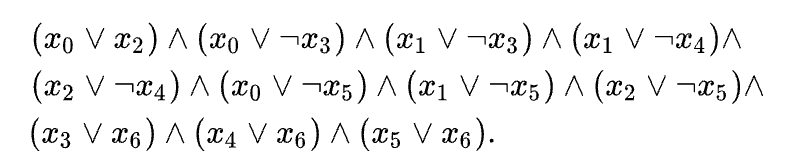 (x₀ ∨ x₂) ∧ (x₀ ∨ ¬x₃) ∧ (x₁ ∨ ¬x₃) ∧ (x₁ ∨ ¬x₄)∧
(x₂ ∨ ¬x₄) ∧ (x₀ ∨ ¬x₅) ∧ (x₁ ∨ ¬x₅) ∧ (x₂ ∨ ¬x₅)∧
(x₃ ∨ x₆) ∧ (x₄ ∨ x₆) ∧ (x₅ ∨ x₆).